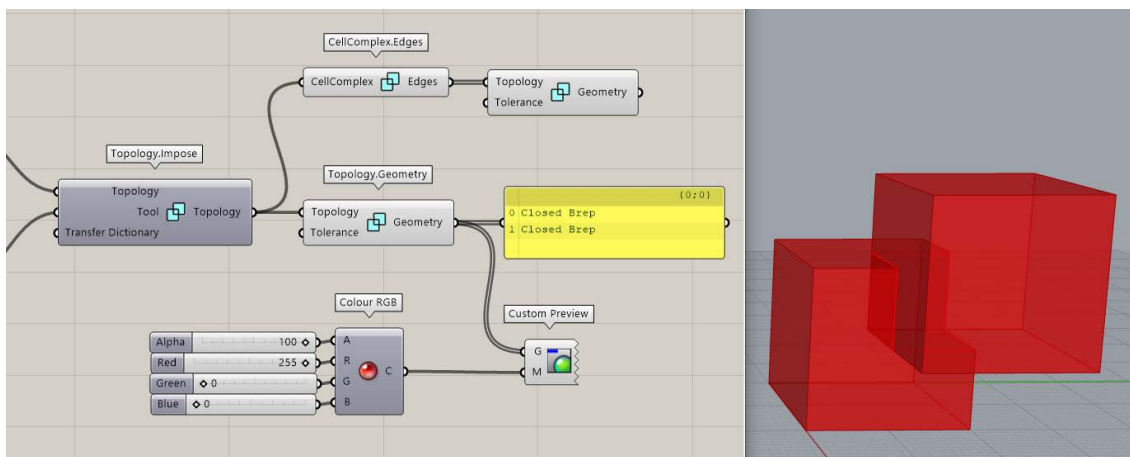 CellComplex.Edges
CellComplex Edges
Topology
Tolerance
Geometry
Topology.Impose
Topology
Tool Topology
Transfer Dictionary
Topology.Geometry
Topology
Tolerance
Geometry
{0;0}
0 Closed Brep
1 Closed Brep
Colour RGB
Alpha 100
Red 255
Green 0
Blue 0
A
R
G
B
C
Custom Preview
G
M